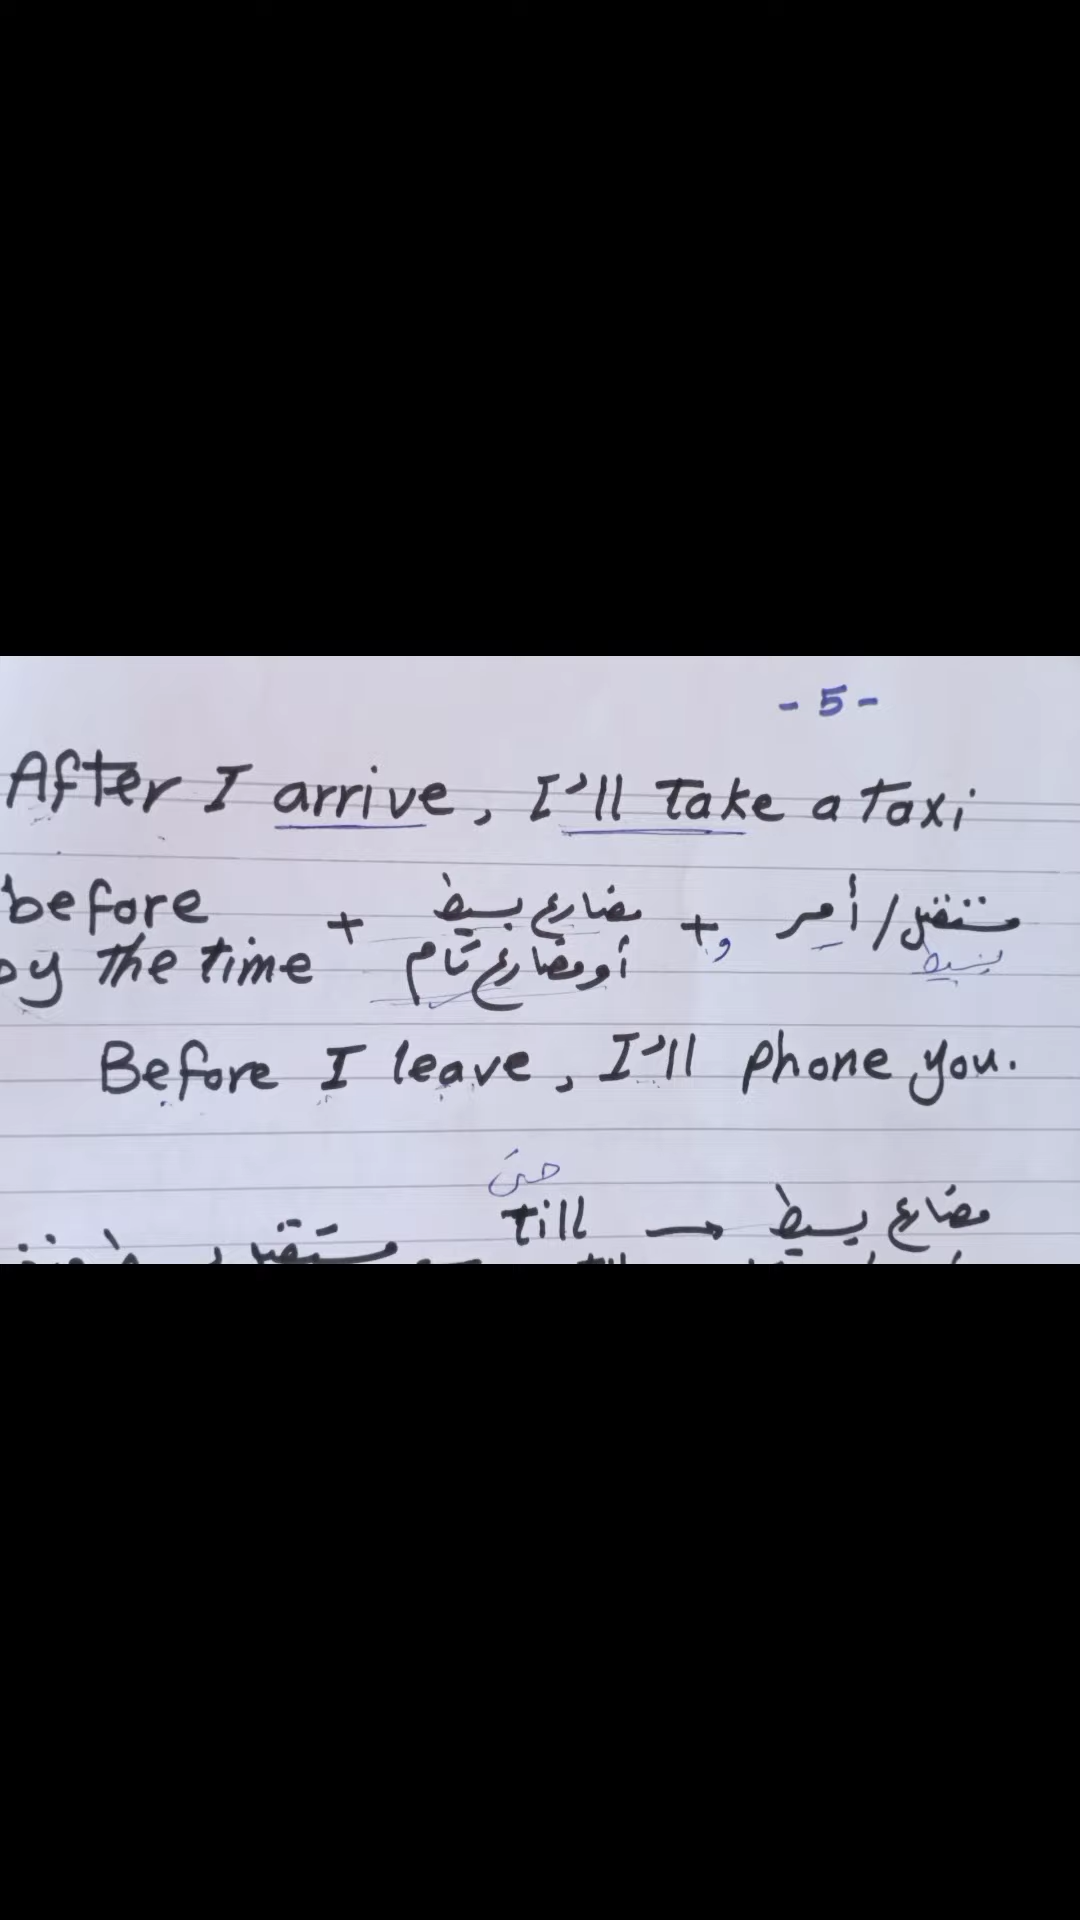 - 5 -
After I arrive, I'll take a taxi
before + مضارع بسيط + , مستقبل / أمر
by the time أو مضارع تام بسيط
Before I leave, I'll phone you.
حتى
till → مضارع بسيط